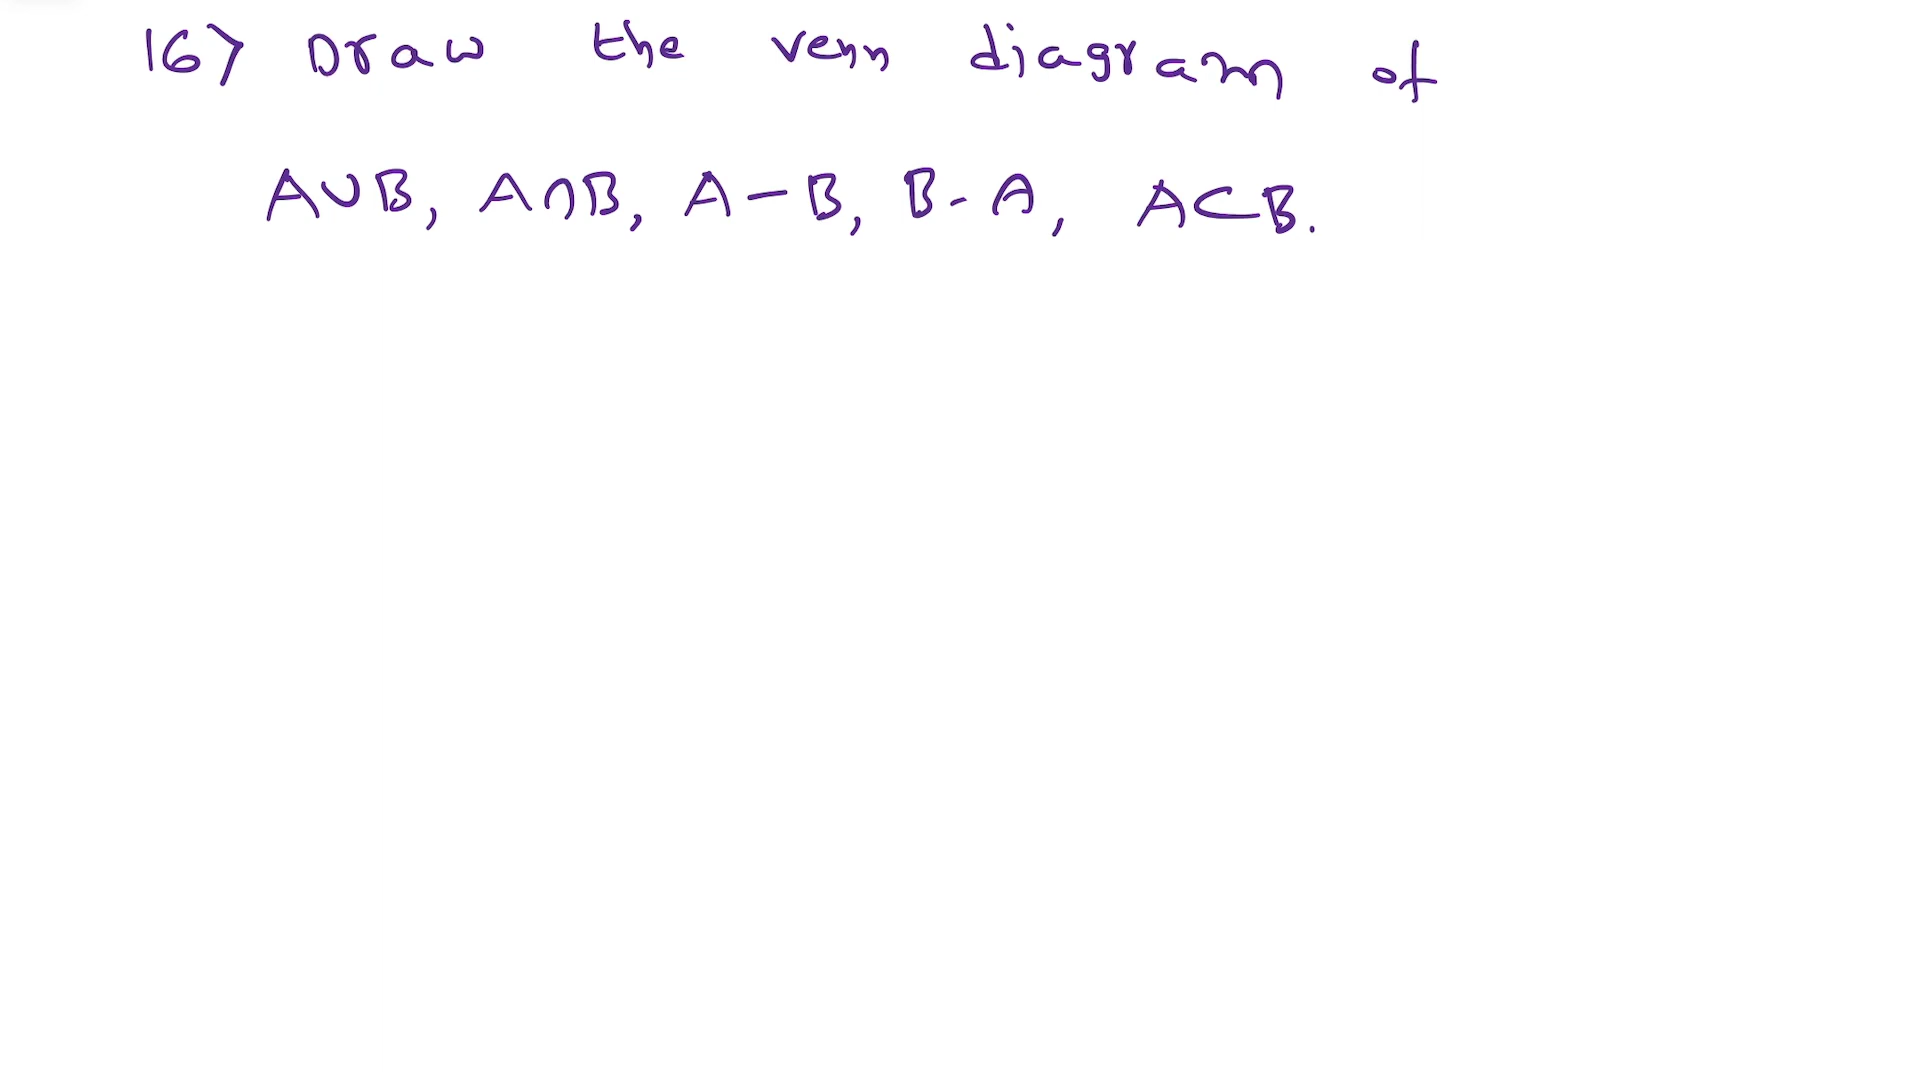 16> Draw the venn diagram of
A∪B, A∩B, A-B, B-A, A⊂B.